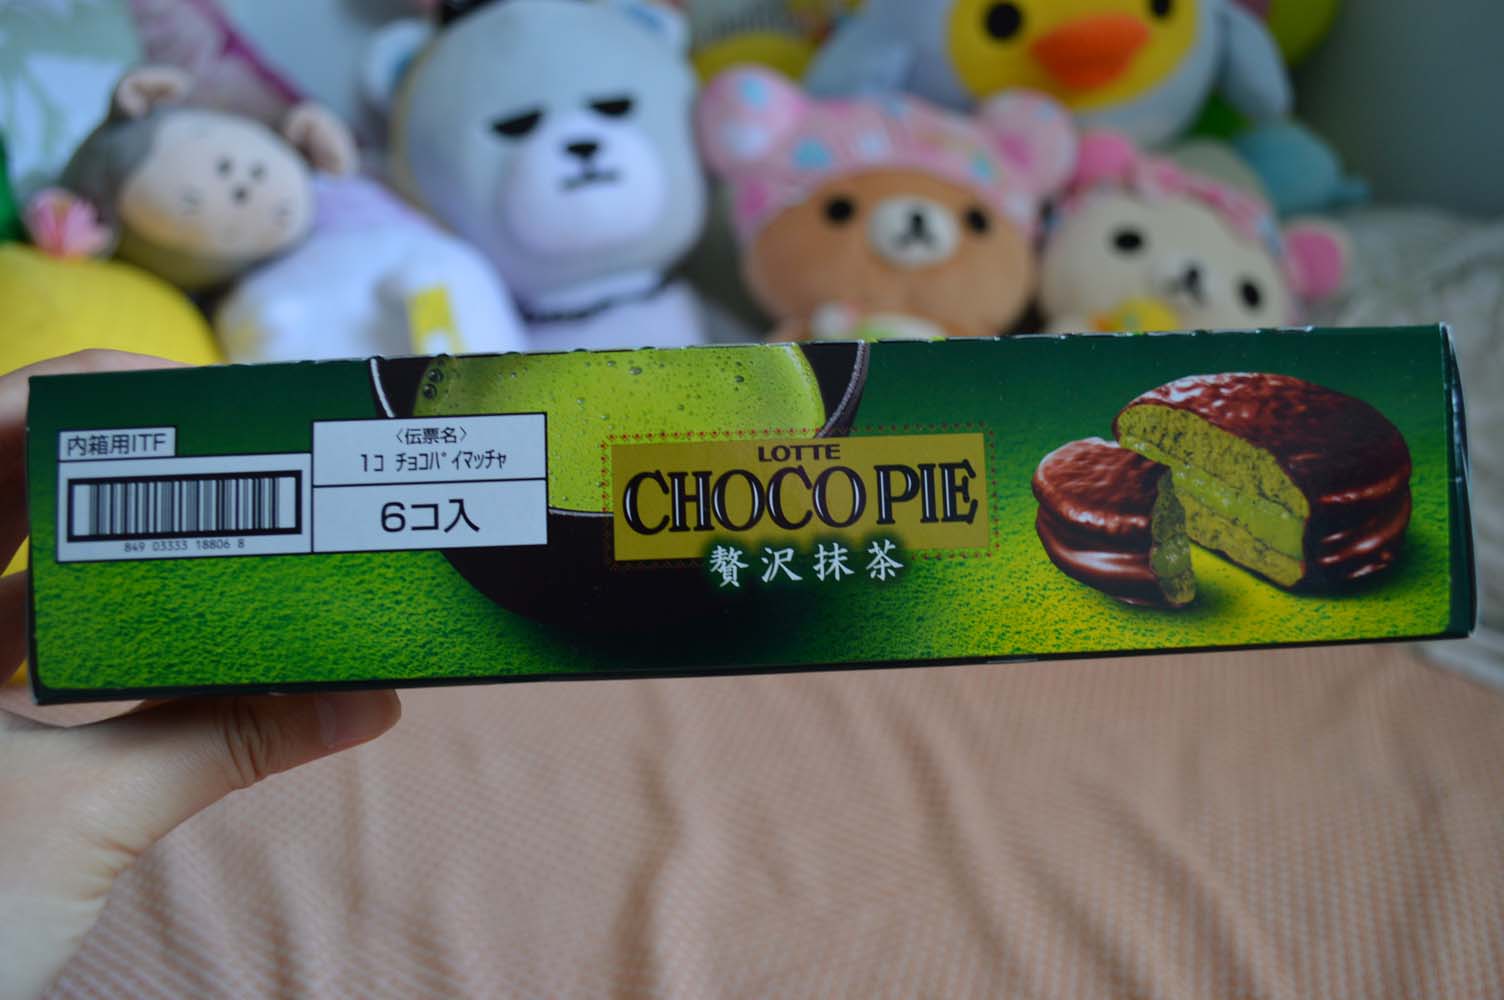 内箱用ITF
849 03333 18806 8
〈伝票名〉
1コ チョコパイマッチャ
6コ入
LOTTE
CHOCO PIE
贅沢抹茶